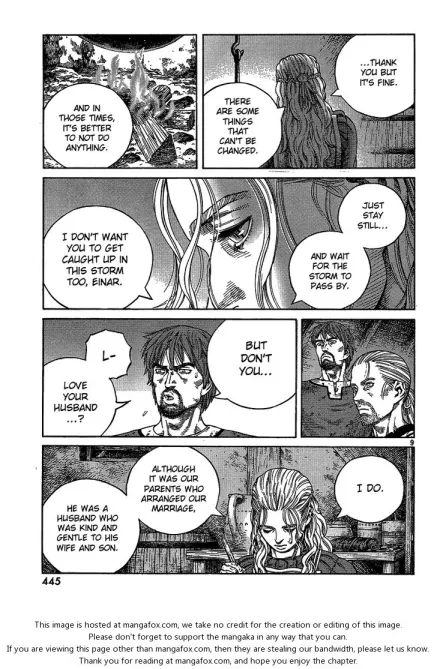 ...THANK
YOU BUT
IT'S FINE.
THERE
ARE SOME
THINGS
THAT
CAN'T BE
CHANGED.
AND IN
THOSE TIMES,
IT'S BETTER
TO NOT DO
ANYTHING.
JUST
STAY
STILL...
AND WAIT
FOR THE
STORM TO
PASS BY.
I DON'T WANT
YOU TO GET
CAUGHT UP IN
THIS STORM
TOO, EINAR.
BUT
DON'T
YOU...
L-
LOVE
YOUR
HUSBAND
...?
9
I DO.
ALTHOUGH
IT WAS OUR
PARENTS WHO
ARRANGED OUR
MARRIAGE,
HE WAS A
HUSBAND WHO
WAS KIND AND
GENTLE TO HIS
WIFE AND SON.
445
This image is hosted at mangafox.com, we take no credit for the creation or editing of this image.
Please don't forget to support the mangaka in any way that you can.
If you are viewing this page other than mangafox.com, then they are stealing our bandwidth, please let us know.
Thank you for reading at mangafox.com, and hope you enjoy the chapter.